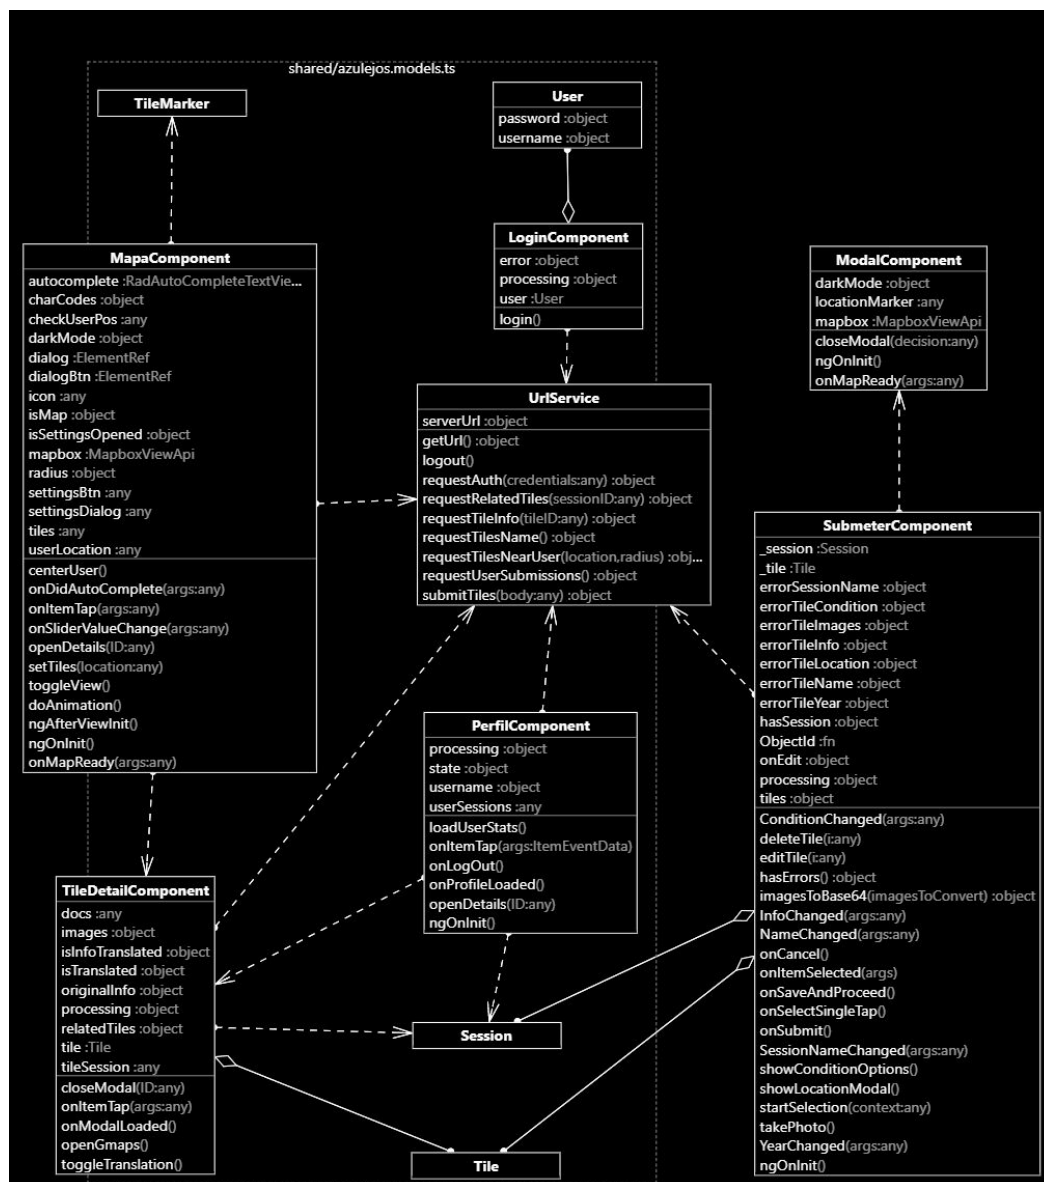 shared/azulejos.models.ts
TileMarker
User
password :object
username :object
LoginComponent
error :object
processing :object
user :User
login()
MapaComponent
autocomplete :RadAutoCompleteTextVie...
charCodes :object
checkUserPos :any
darkMode :object
dialog :ElementRef
dialogBtn :ElementRef
icon :any
isMap :object
isSettingsOpened :object
mapbox :MapboxViewApi
radius :object
settingsBtn :any
settingsDialog :any
tiles :any
userLocation :any
centerUser()
onDidAutoComplete(args:any)
onItemTap(args:any)
onSliderValueChange(args:any)
openDetails(ID:any)
setTiles(location:any)
toggleView()
doAnimation()
ngAfterViewInit()
ngOnInit()
onMapReady(args:any)
ModalComponent
darkMode :object
locationMarker :any
mapbox :MapboxViewApi
closeModal(decision:any)
ngOnInit()
onMapReady(args:any)
UrlService
serverUrl :object
getUrl() :object
logout()
requestAuth(credentials:any) :object
requestRelatedTiles(sessionID:any) :object
requestTileInfo(tileID:any) :object
requestTilesName() :object
requestTilesNearUser(location,radius) :obj...
requestUserSubmissions() :object
submitTiles(body:any) :object
SubmeterComponent
_session :Session
_tile :Tile
errorSessionName :object
errorTileCondition :object
errorTileImages :object
errorTileInfo :object
errorTileLocation :object
errorTileName :object
errorTileYear :object
hasSession :object
ObjectId :fn
onEdit :object
processing :object
tiles :object
ConditionChanged(args:any)
deleteTile(i:any)
editTile(i:any)
hasErrors() :object
imagesToBase64(imagesToConvert) :object
InfoChanged(args:any)
NameChanged(args:any)
onCancel()
onItemSelected(args)
onSaveAndProceed()
onSelectSingleTap()
onSubmit()
SessionNameChanged(args:any)
showConditionOptions()
showLocationModal()
startSelection(context:any)
takePhoto()
YearChanged(args:any)
ngOnInit()
PerfilComponent
processing :object
state :object
username :object
userSessions :any
loadUserStats()
onItemTap(args:ItemEventData)
onLogOut()
onProfileLoaded()
openDetails(ID:any)
ngOnInit()
TileDetailComponent
docs :any
images :object
isInfoTranslated :object
isTranslated :object
originalInfo :object
processing :object
relatedTiles :object
tile :Tile
tileSession :any
closeModal(ID:any)
onItemTap(args:any)
onModalLoaded()
openGmaps()
toggleTranslation()
Session
Tile